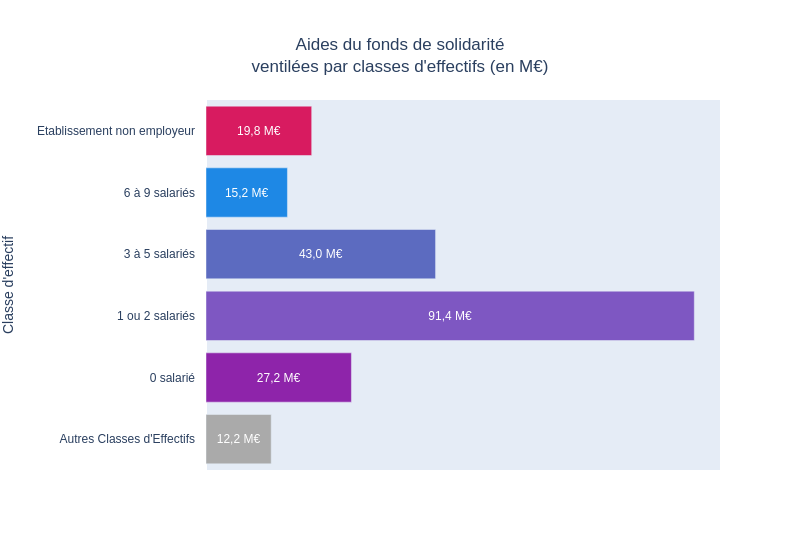 Aides du fonds de solidarité
ventilées par classes d'effectifs (en M€)
Classe d'effectif
Etablissement non employeur
19,8 M€
6 à 9 salariés
15,2 M€
3 à 5 salariés
43,0 M€
1 ou 2 salariés
91,4 M€
0 salarié
27,2 M€
Autres Classes d'Effectifs
12,2 M€